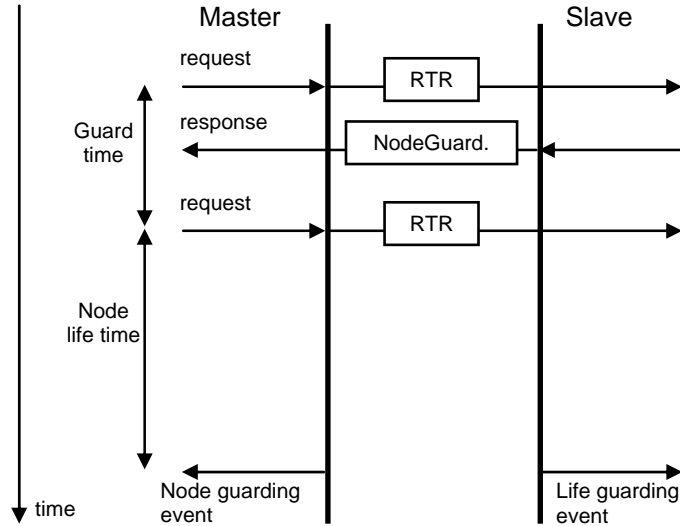 Master
Slave
request
RTR
Guard
time
response
NodeGuard.
request
RTR
Node
life time
Node guarding
event
Life guarding
event
time